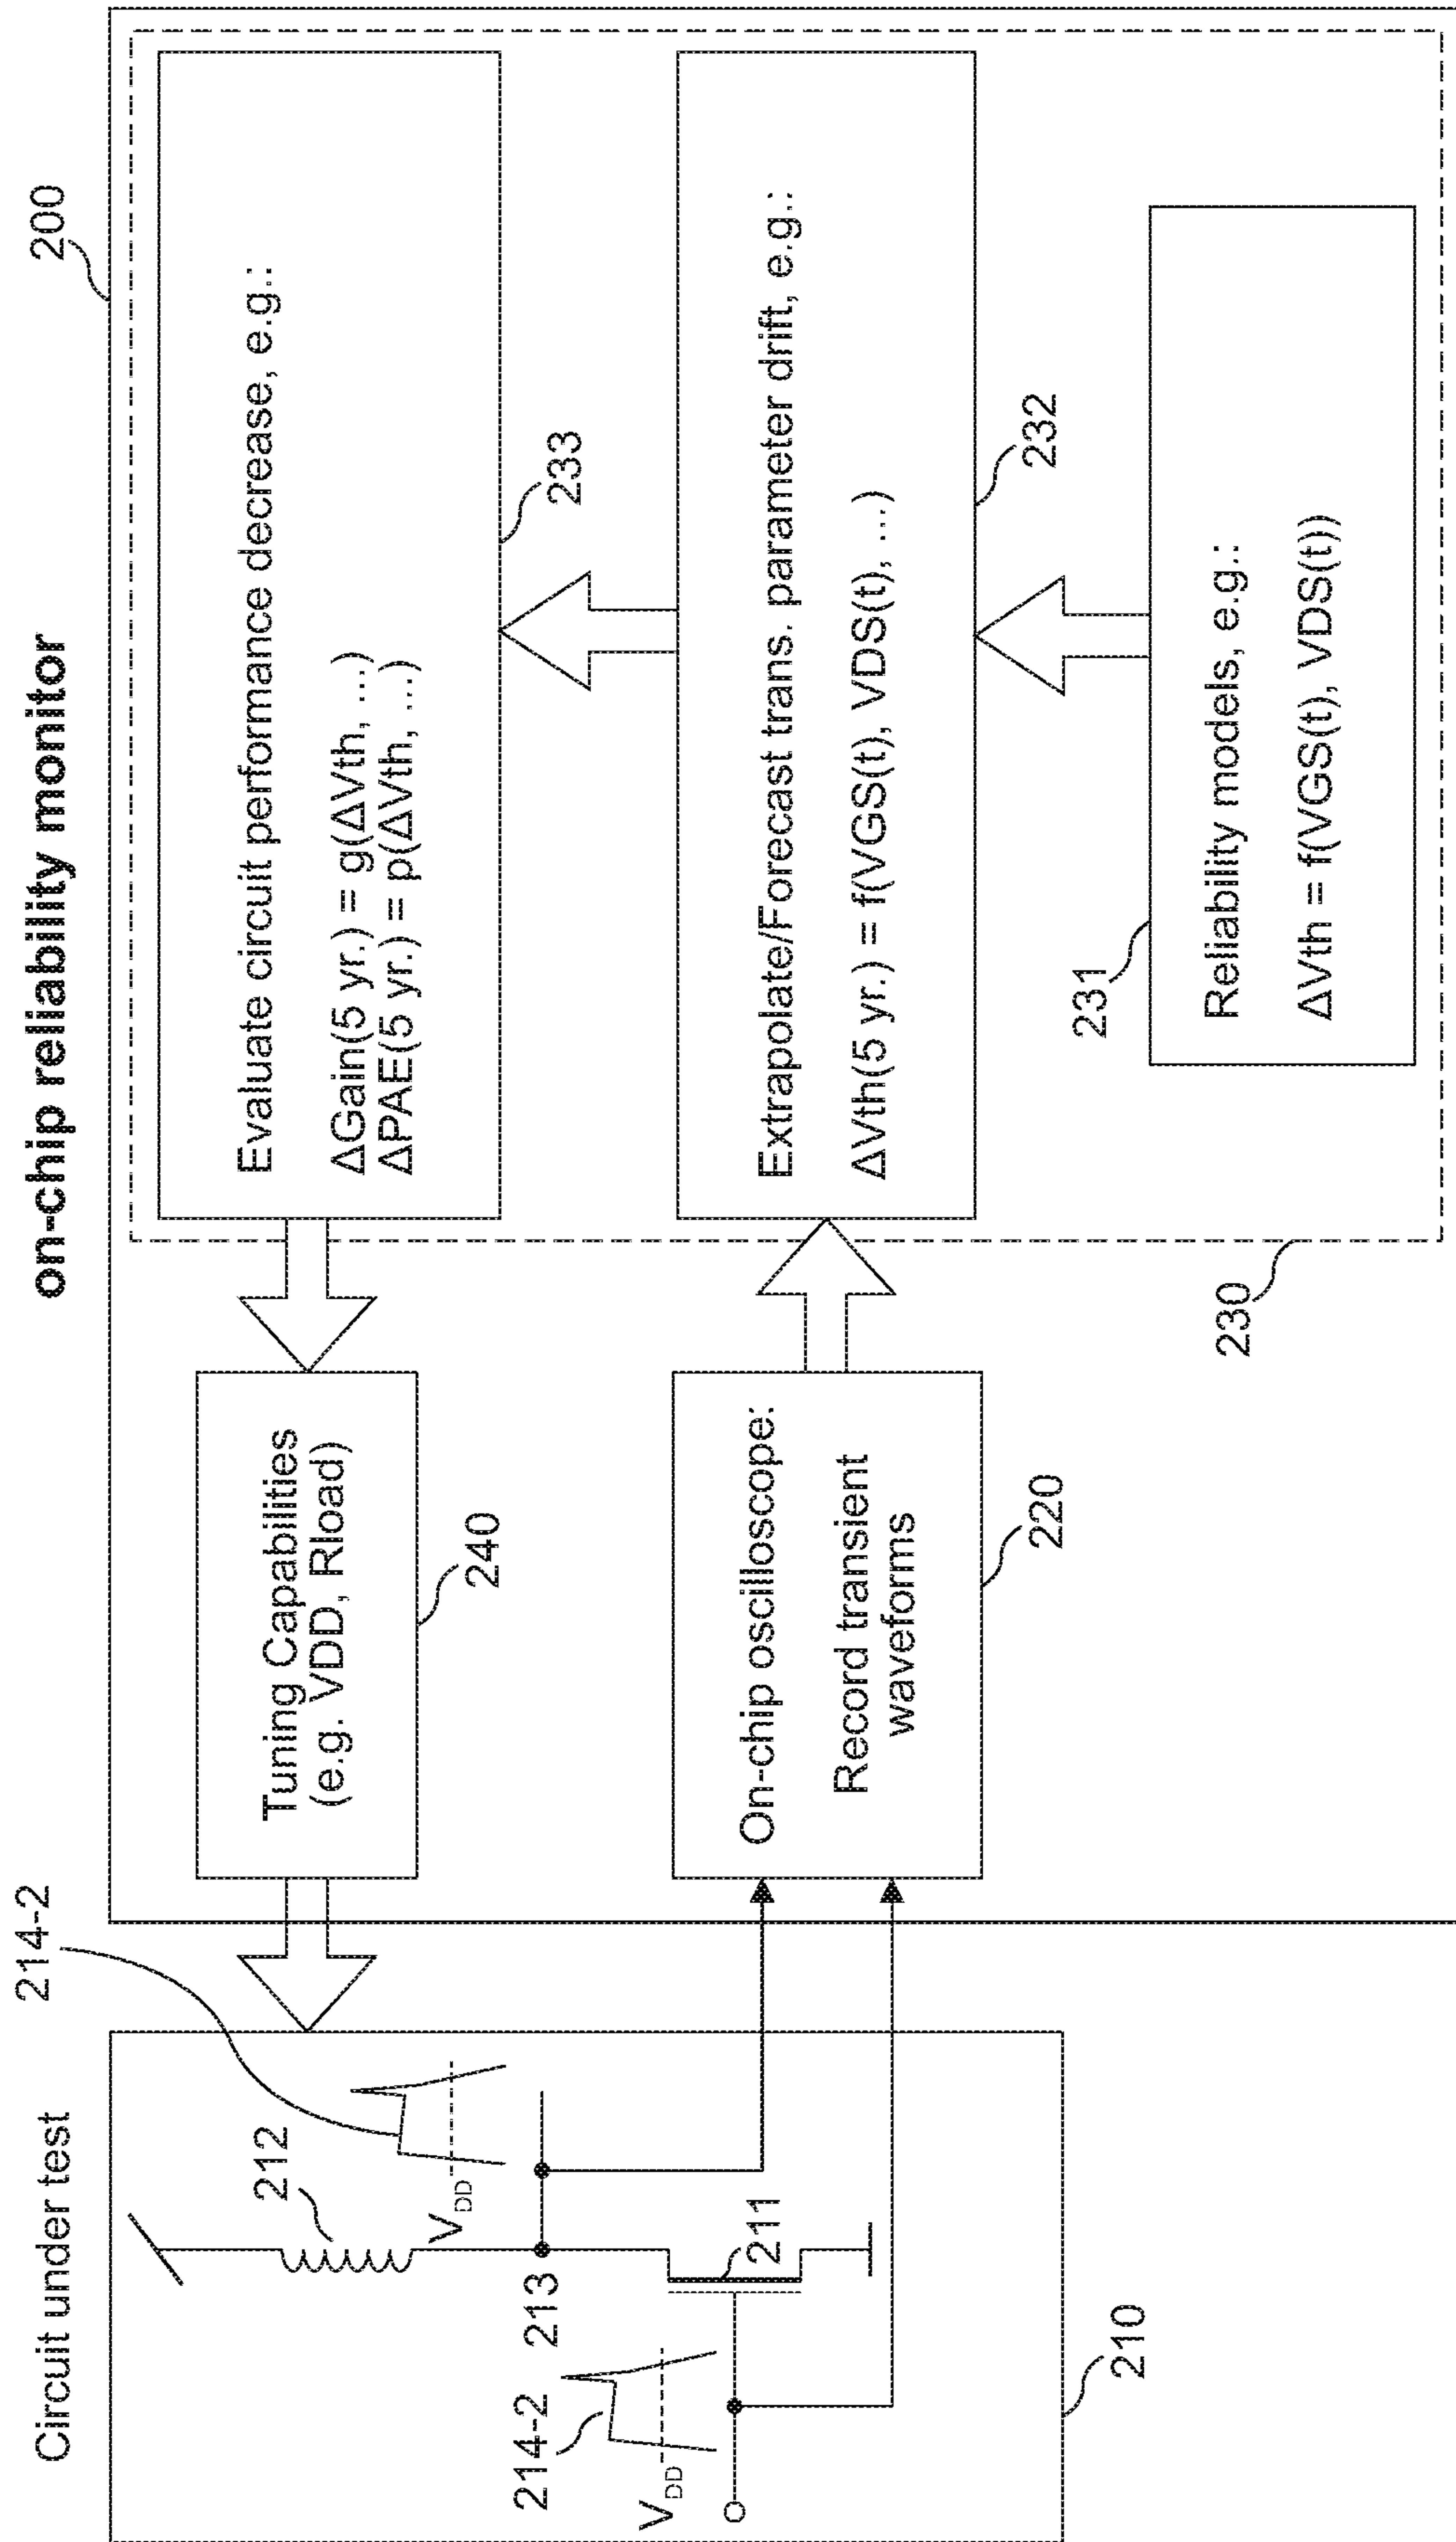 on-chip reliability monitor
200
Circuit under test
214-2
212
V_DD
213
211
214-2
V_DD
210
Tuning Capabilities
(e.g. VDD, Rload)
240
On-chip oscilloscope:
Record transient
waveforms
220
Evaluate circuit performance decrease, e.g.:
ΔGain(5 yr.) = g(ΔVth, ...)
ΔPAE(5 yr.) = p(ΔVth, ...)
233
Extrapolate/Forecast trans. parameter drift, e.g.:
ΔVth(5 yr.) = f(VGS(t), VDS(t), ...)
232
231
Reliability models, e.g.:
ΔVth = f(VGS(t), VDS(t))
230